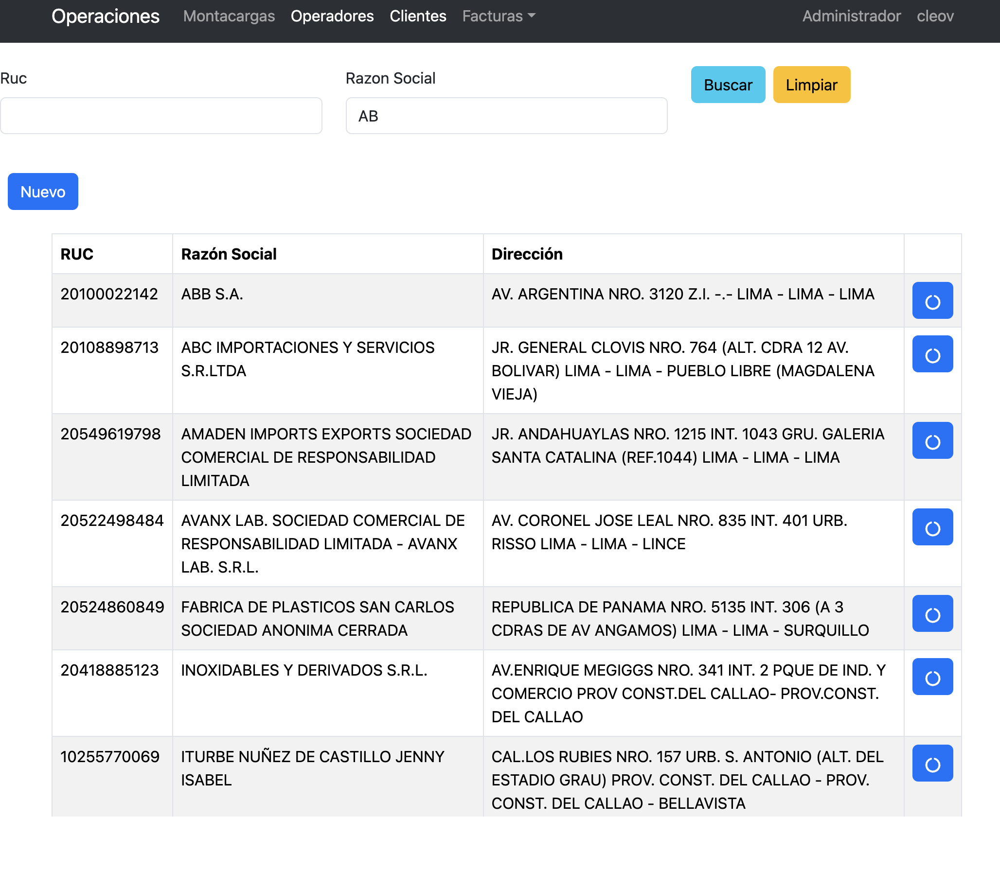 Operaciones Montacargas Operadores Clientes Facturas Administrador cleov
Ruc Razon Social Buscar Limpiar
AB
Nuevo
RUC Razón Social Dirección
20100022142 ABB S.A. AV. ARGENTINA NRO. 3120 Z.I. -.- LIMA - LIMA - LIMA
20108898713 ABC IMPORTACIONES Y SERVICIOS JR. GENERAL CLOVIS NRO. 764 (ALT. CDRA 12 AV.
S.R.LTDA BOLIVAR) LIMA - LIMA - PUEBLO LIBRE (MAGDALENA
VIEJA)
20549619798 AMADEN IMPORTS EXPORTS SOCIEDAD JR. ANDAHUAYLAS NRO. 1215 INT. 1043 GRU. GALERIA
COMERCIAL DE RESPONSABILIDAD SANTA CATALINA (REF.1044) LIMA - LIMA - LIMA
LIMITADA
20522498484 AVANX LAB. SOCIEDAD COMERCIAL DE AV. CORONEL JOSE LEAL NRO. 835 INT. 401 URB.
RESPONSABILIDAD LIMITADA - AVANX RISSO LIMA - LIMA - LINCE
LAB. S.R.L.
20524860849 FABRICA DE PLASTICOS SAN CARLOS REPUBLICA DE PANAMA NRO. 5135 INT. 306 (A 3
SOCIEDAD ANONIMA CERRADA CDRAS DE AV ANGAMOS) LIMA - LIMA - SURQUILLO
20418885123 INOXIDABLES Y DERIVADOS S.R.L. AV.ENRIQUE MEGIGGS NRO. 341 INT. 2 PQUE DE IND. Y
COMERCIO PROV CONST.DEL CALLAO- PROV.CONST.
DEL CALLAO
10255770069 ITURBE NUÑEZ DE CASTILLO JENNY CAL.LOS RUBIES NRO. 157 URB. S. ANTONIO (ALT. DEL
ISABEL ESTADIO GRAU) PROV. CONST. DEL CALLAO - PROV.
CONST. DEL CALLAO - BELLAVISTA